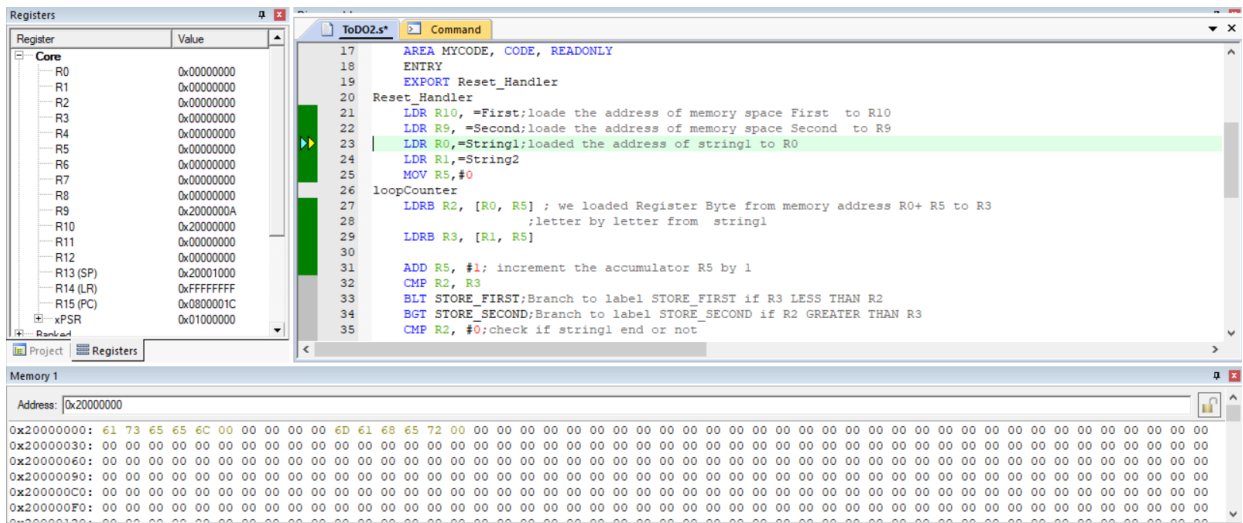 Registers
Register Value
Core
R0 0x00000000
R1 0x00000000
R2 0x00000000
R3 0x00000000
R4 0x00000000
R5 0x00000000
R6 0x00000000
R7 0x00000000
R8 0x00000000
R9 0x2000000A
R10 0x20000000
R11 0x00000000
R12 0x00000000
R13 (SP) 0x20001000
R14 (LR) 0xFFFFFFFF
R15 (PC) 0x0800001C
xPSR 0x01000000
Banked
Project Registers
ToDO2.s* Command
17 AREA MYCODE, CODE, READONLY
18 ENTRY
19 EXPORT Reset_Handler
20 Reset_Handler
21 LDR R10, =First;loade the address of memory space First  to R10
22 LDR R9, =Second;loade the address of memory space Second  to R9
23 LDR R0,=String1;loaded the address of string1 to R0
24 LDR R1,=String2
25 MOV R5,#0
26 loopCounter
27 LDRB R2, [R0, R5] ; we loaded Register Byte from memory address R0+ R5 to R3
28 ;letter by letter from  string1
29 LDRB R3, [R1, R5]
30
31 ADD R5, #1; increment the accumulator R5 by 1
32 CMP R2, R3
33 BLT STORE_FIRST;Branch to label STORE_FIRST if R3 LESS THAN R2
34 BGT STORE_SECOND;Branch to label STORE_SECOND if R2 GREATER THAN R3
35 CMP R2, #0;check if string1 end or not
Memory 1
Address: 0x20000000
0x20000000: 61 73 65 65 6C 00 00 00 00 00 6D 61 68 65 72 00 00 00 00 00 00 00 00 00 00 00 00 00 00 00 00 00 00 00 00 00 00 00 00 00 00 00 00 00 00 00 00 00
0x20000030: 00 00 00 00 00 00 00 00 00 00 00 00 00 00 00 00 00 00 00 00 00 00 00 00 00 00 00 00 00 00 00 00 00 00 00 00 00 00 00 00 00 00 00 00 00 00 00 00
0x20000060: 00 00 00 00 00 00 00 00 00 00 00 00 00 00 00 00 00 00 00 00 00 00 00 00 00 00 00 00 00 00 00 00 00 00 00 00 00 00 00 00 00 00 00 00 00 00 00 00
0x20000090: 00 00 00 00 00 00 00 00 00 00 00 00 00 00 00 00 00 00 00 00 00 00 00 00 00 00 00 00 00 00 00 00 00 00 00 00 00 00 00 00 00 00 00 00 00 00 00 00
0x200000C0: 00 00 00 00 00 00 00 00 00 00 00 00 00 00 00 00 00 00 00 00 00 00 00 00 00 00 00 00 00 00 00 00 00 00 00 00 00 00 00 00 00 00 00 00 00 00 00 00
0x200000F0: 00 00 00 00 00 00 00 00 00 00 00 00 00 00 00 00 00 00 00 00 00 00 00 00 00 00 00 00 00 00 00 00 00 00 00 00 00 00 00 00 00 00 00 00 00 00 00 00